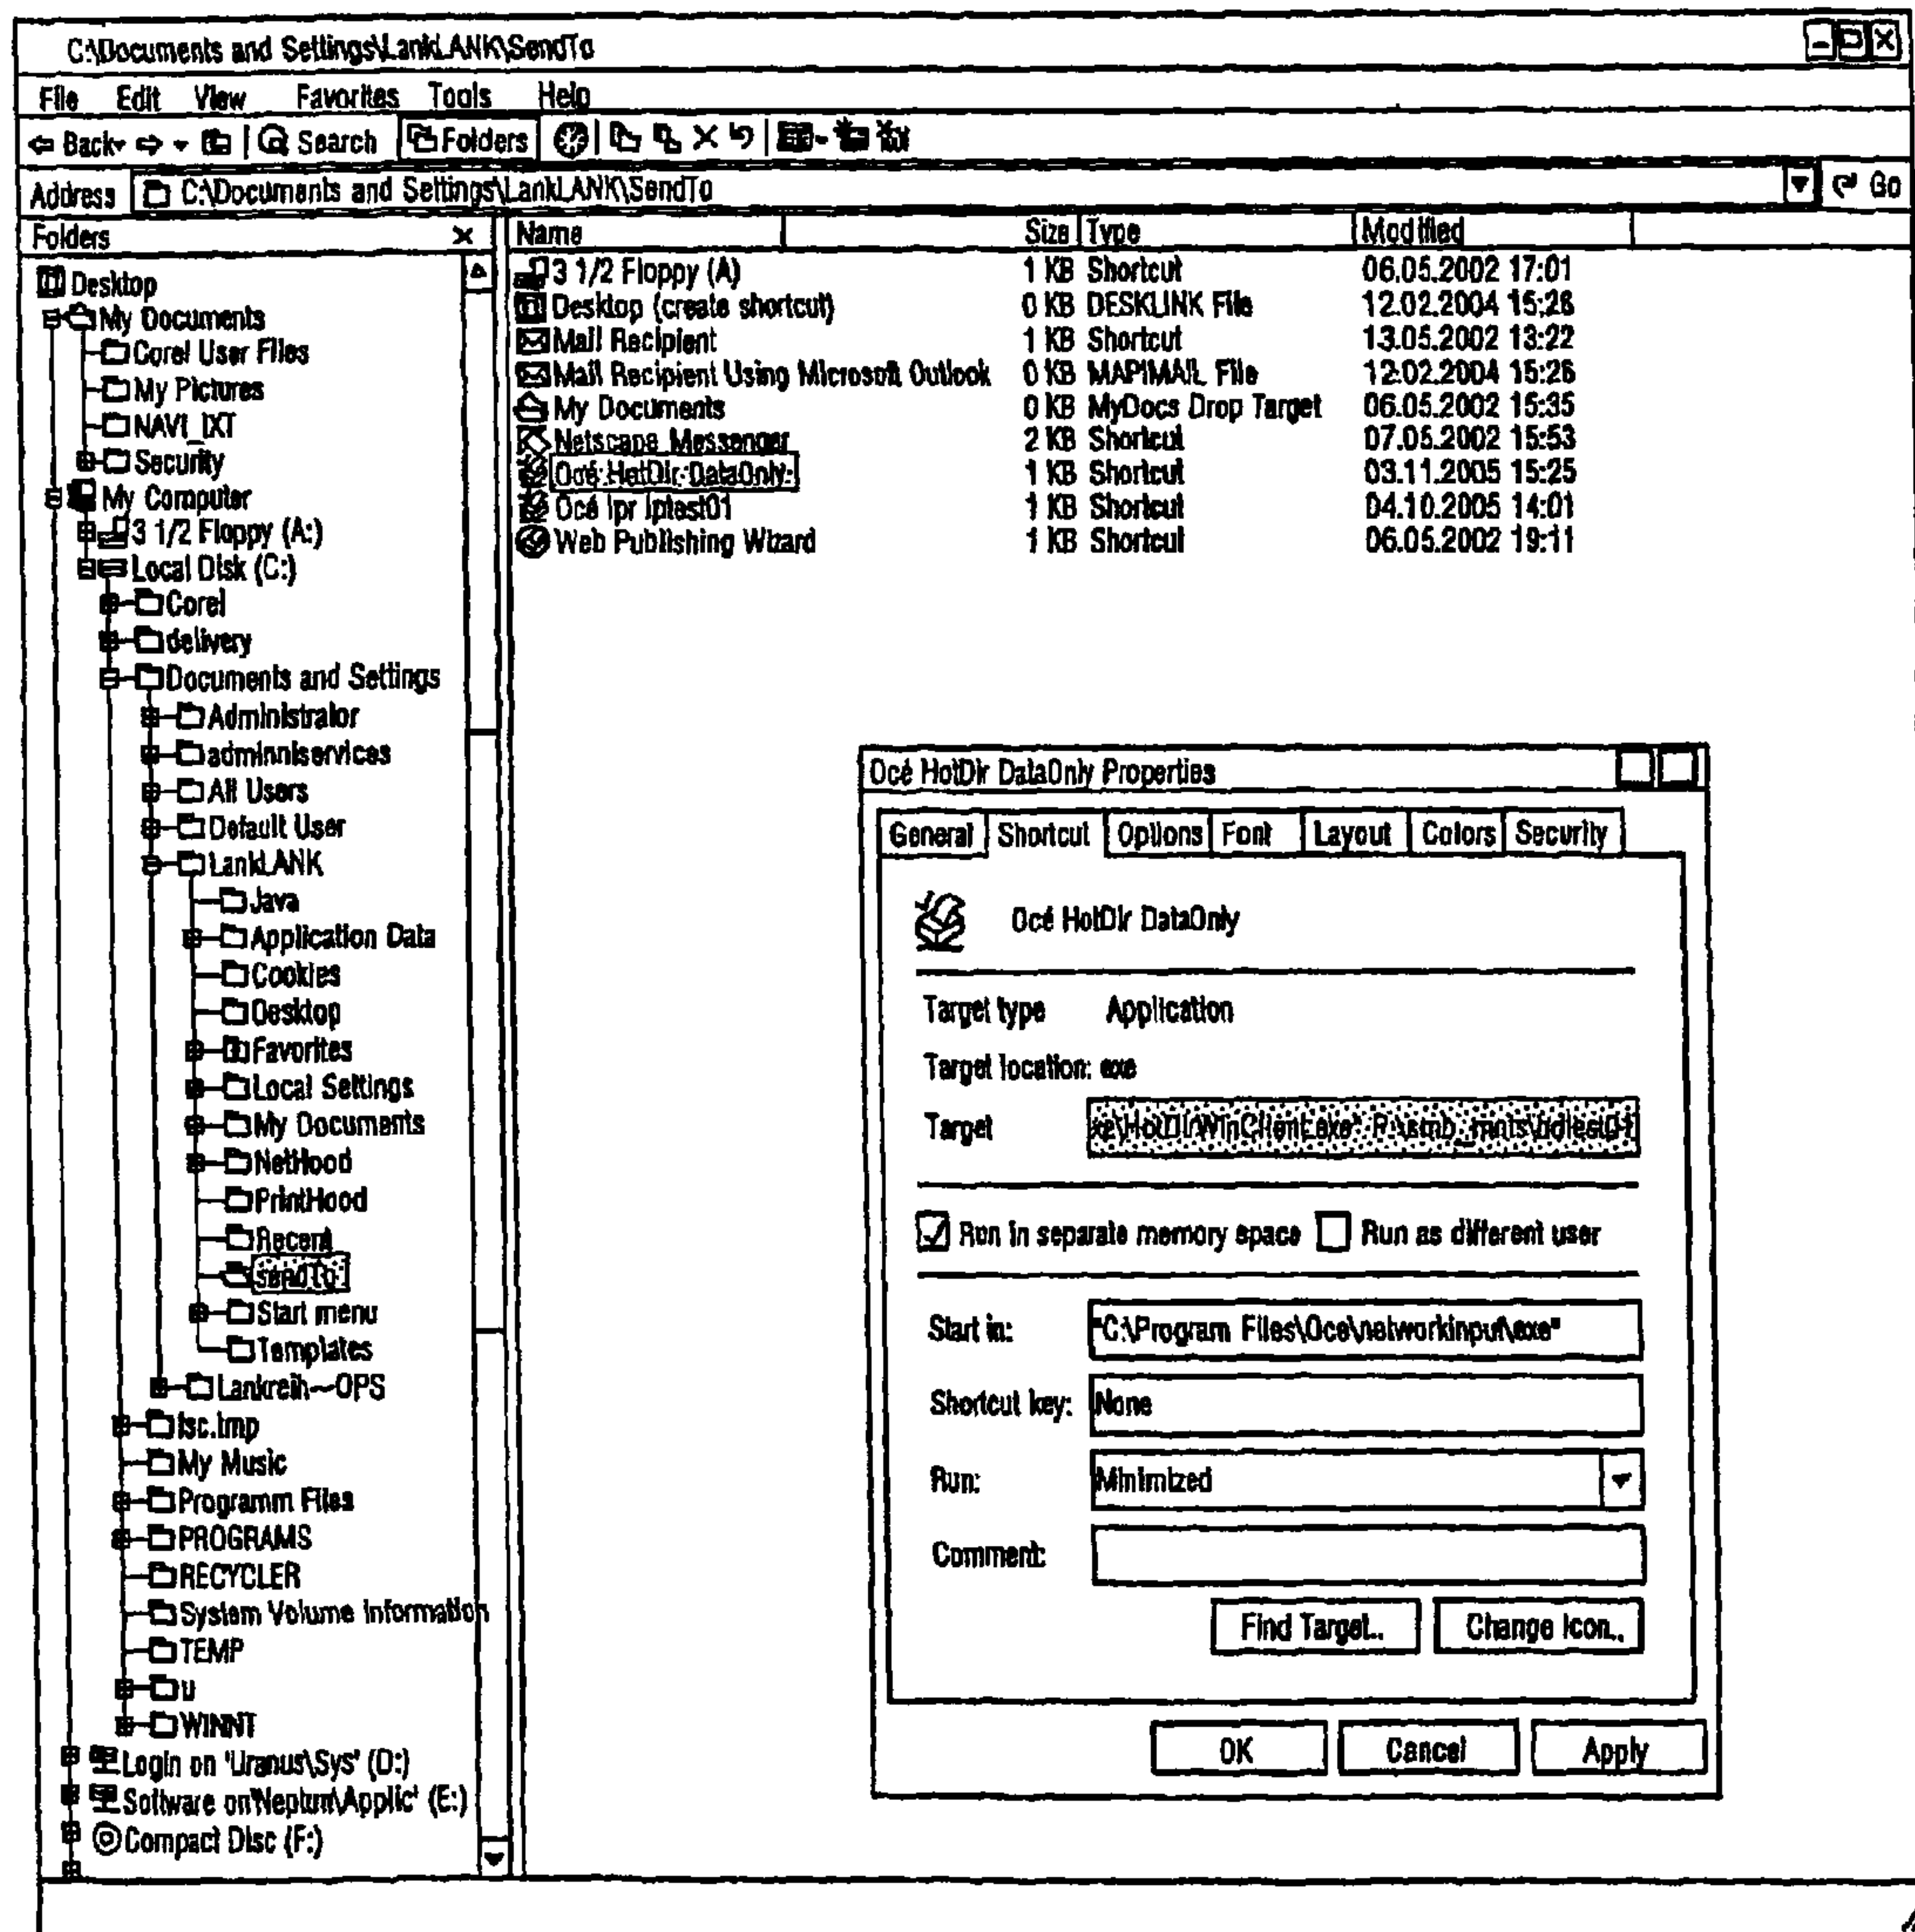 C:\Documents and Settings\LankLANK\SendTo
File Edit View Favorites Tools Help
Back Search Folders
Address C:\Documents and Settings\LankLANK\SendTo Go
Folders
Name Size Type Modified
Desktop
My Documents
Corel User Files
My Pictures
NAVI_IXT
Security
My Computer
3 1/2 Floppy (A:)
Local Disk (C:)
Corel
delivery
Documents and Settings
Administrator
adminniservices
All Users
Default User
LankLANK
Java
Application Data
Cookies
Desktop
Favorites
Local Settings
My Documents
NetHood
PrintHood
Recent
sendTo
Start menu
Templates
Lankreih~OPS
My Music
Programm Files
PROGRAMS
RECYCLER
System Volume Information
TEMP
u
WINNT
Login on 'Uranus\Sys' (D:)
Software on'Neptun\Applic' (E:)
Compact Disc (F:)
3 1/2 Floppy (A) 1 KB Shortcut 06.05.2002 17:01
Desktop (create shortcut) 0 KB DESKLINK File 12.02.2004 15:26
Mail Recipient 1 KB Shortcut 13.05.2002 13:22
Mail Recipient Using Microsoft Outlook 0 KB MAPIMAIL File 12.02.2004 15:26
My Documents 0 KB MyDocs Drop Target 06.05.2002 15:35
Netscape Messenger 2 KB Shortcut 07.05.2002 15:53
Océ HotDir DataOnly 1 KB Shortcut 03.11.2005 15:25
Océ lpr lptest01 1 KB Shortcut 04.10.2005 14:01
Web Publishing Wizard 1 KB Shortcut 06.05.2002 19:11
Océ HotDir DataOnly Properties
General Shortcut Options Font Layout Colors Security
Océ HotDir DataOnly
Target type Application
Target location: exe
Target xe\HotDirWinClient.exe" R:\smb_mnts\hdtest01
Run in separate memory space Run as different user
Start in: "C:\Program Files\Oce\networkinput\exe"
Shortcut key: None
Run: Minimized
Comment:
Find Target.. Change Icon..
OK Cancel Apply